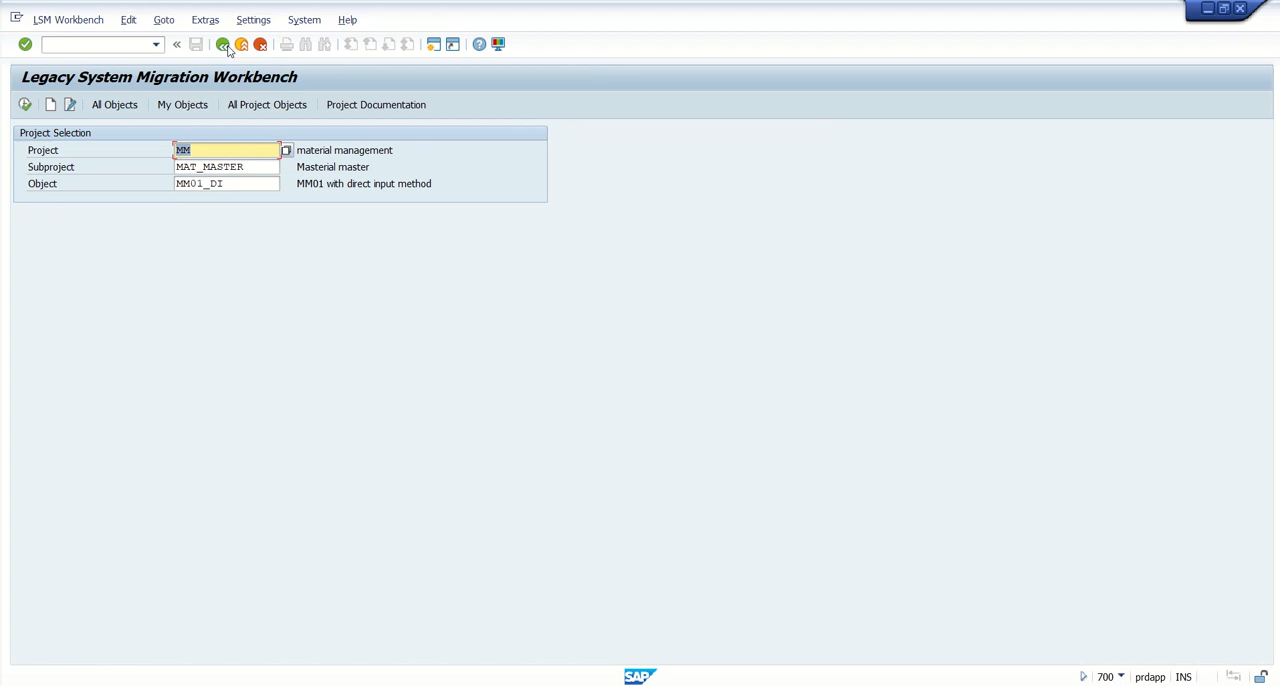 LSM Workbench Edit Goto Extras Settings System Help
Legacy System Migration Workbench
All Objects My Objects All Project Objects Project Documentation
Project Selection
Project MM material management
Subproject MAT_MASTER Masterial master
Object MM01_DI MM01 with direct input method
SAP 700 prdapp INS